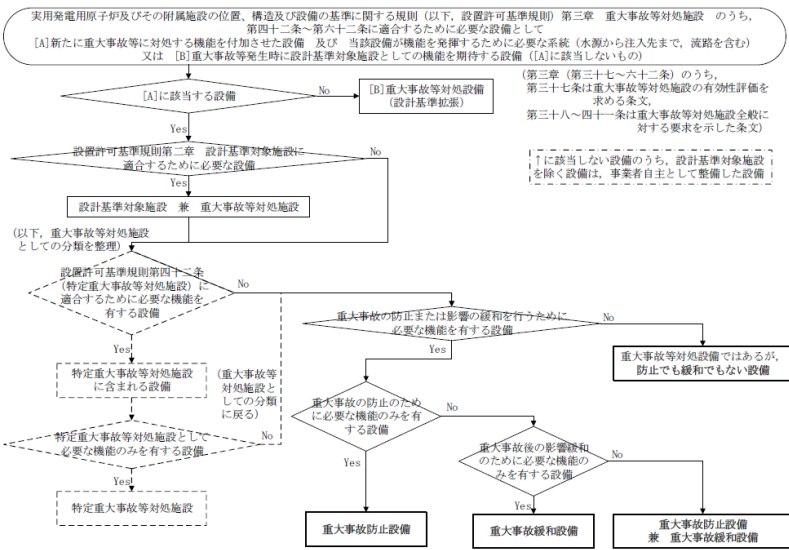 実用発電用原子炉及びその附属施設の位置、構造及び設備の基準に関する規則（以下，設置許可基準規則）第三章　重大事故等対処施設　のうち，
第四十二条～第六十二条に適合するために必要な設備として
[A]新たに重大事故等に対処する機能を付加させた設備　及び　当該設備が機能を発揮するために必要な系統（水源から注入先まで，流路を含む）
又は　[B]重大事故等発生時に設計基準対象施設としての機能を期待する設備（[A]に該当しないもの）
[A]に該当する設備
No
[B]重大事故等対処設備
（設計基準拡張）
（第三章（第三十七～六十二条）のうち，
第三十七条は重大事故等対処施設の有効性評価を
求める条文，
第三十八～四十一条は重大事故等対処施設全般に
対する要求を示した条文）
Yes
設置許可基準規則第二章　設計基準対象施設に
適合するために必要な設備
No
↑に該当しない設備のうち，設計基準対象施設
を除く設備は，事業者自主として整備した設備
Yes
設計基準対象施設　兼　重大事故等対処施設
（以下，重大事故等対処施設
としての分類を整理）
設置許可基準規則第四十二条
（特定重大事故等対処施設）に
適合するために必要な機能を
有する設備
No
重大事故の防止または影響の緩和を行うために
必要な機能を有する設備
No
Yes
Yes
重大事故等対処設備ではあるが，
防止でも緩和でもない設備
特定重大事故等対処施設
に含まれる設備
（重大事故等
対処施設と
しての分類
に戻る）
重大事故の防止のため
に必要な機能のみを有
する設備
No
特定重大事故等対処施設として
必要な機能のみを有する設備
No
重大事故後の影響緩和
のために必要な機能の
みを有する設備
No
Yes
Yes
Yes
特定重大事故等対処施設
重大事故防止設備
重大事故緩和設備
重大事故防止設備
兼　重大事故緩和設備